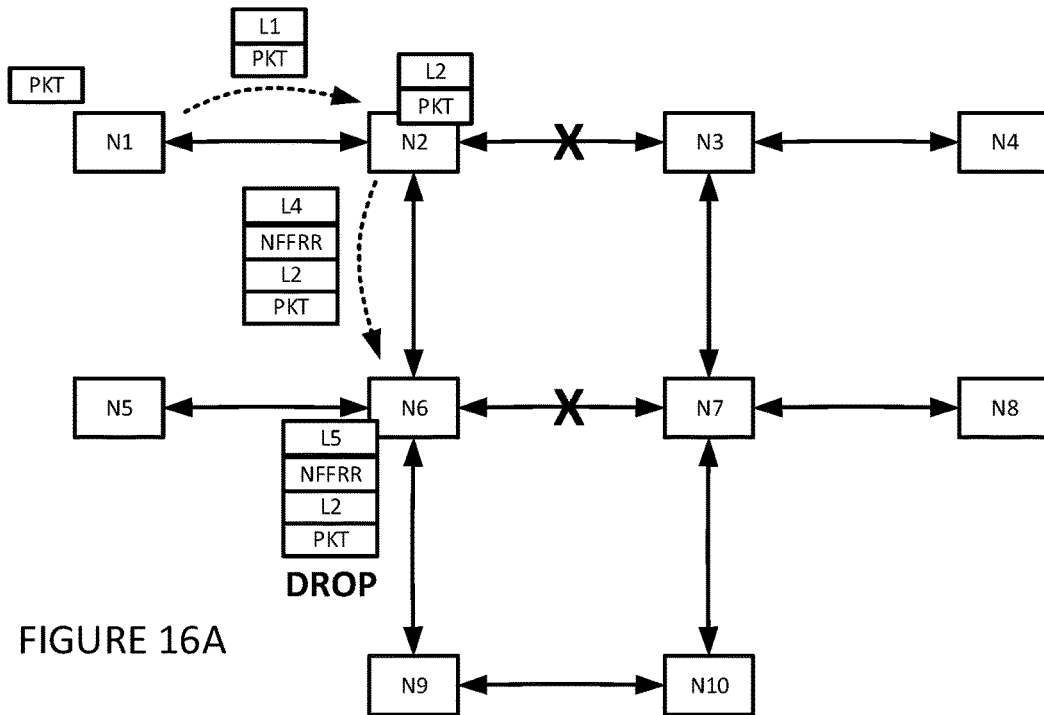 L1
PKT
PKT
L2
PKT
N1
N2
X
N3
N4
L4
NFFRR
L2
PKT
N5
N6
X
N7
N8
L5
NFFRR
L2
PKT
DROP
FIGURE 16A
N9
N10